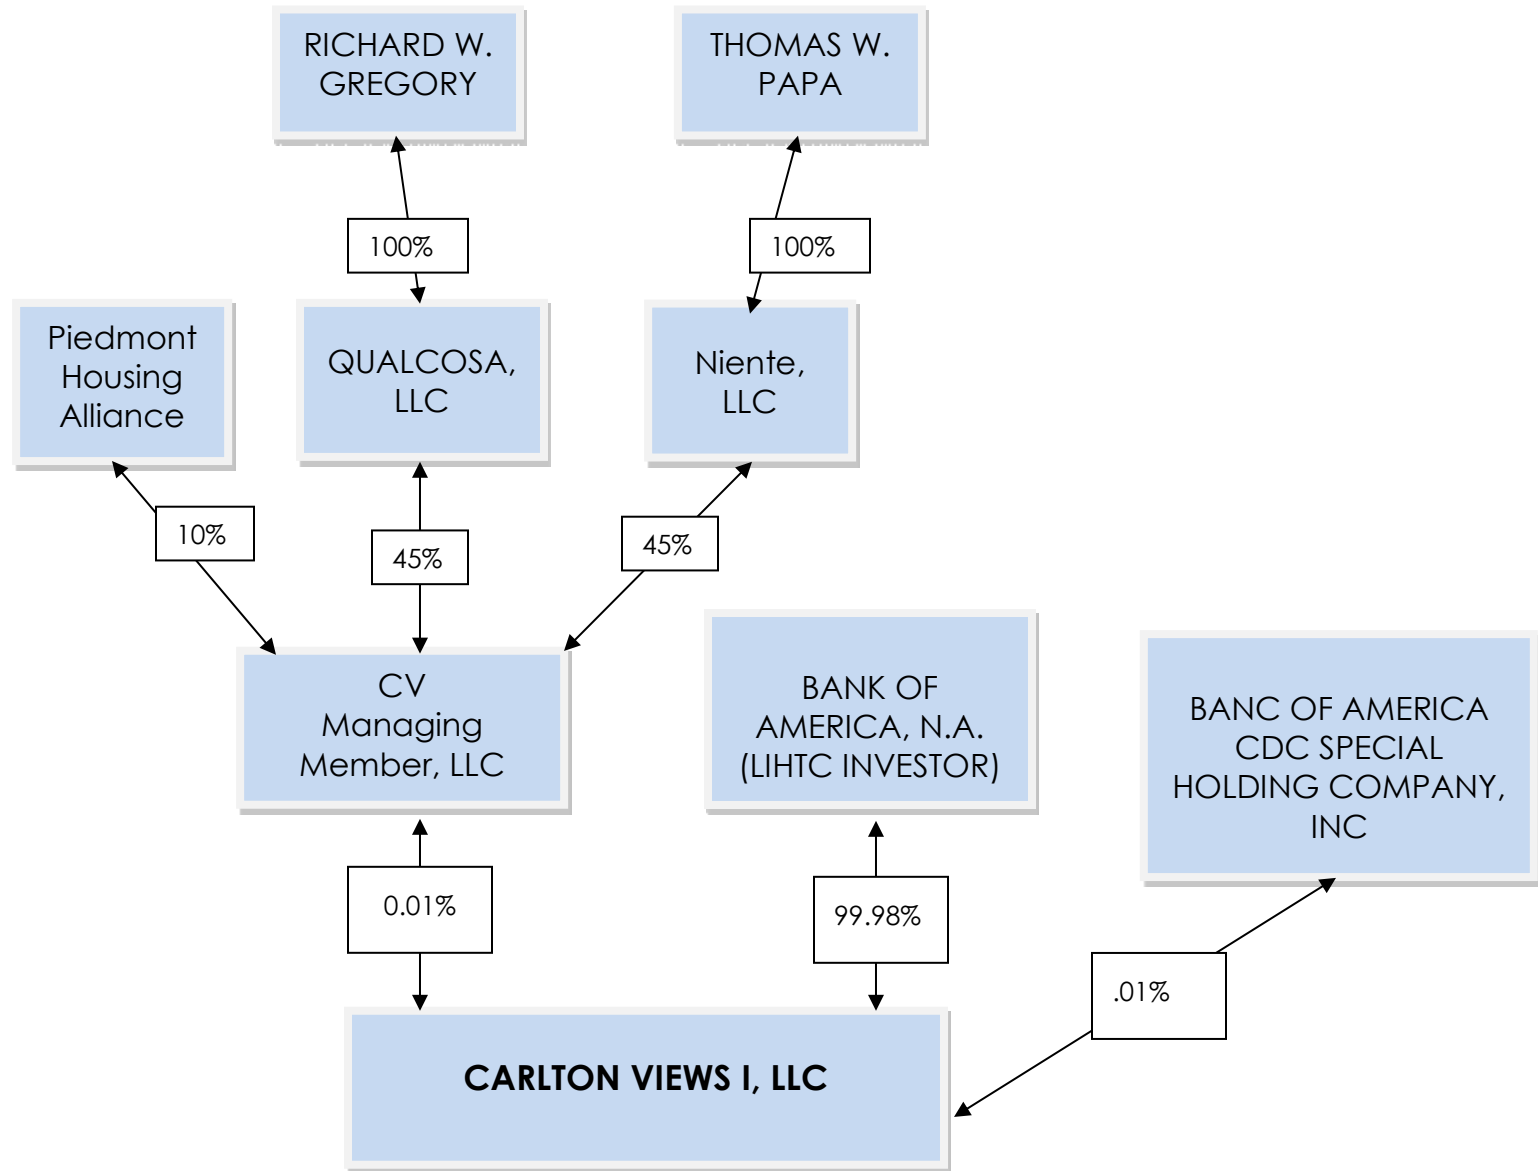 RICHARD W.
GREGORY
THOMAS W.
PAPA
100%
100%
Piedmont
Housing
Alliance
QUALCOSA,
LLC
Niente,
LLC
10%
45%
45%
CV
Managing
Member, LLC
BANK OF
AMERICA, N.A.
(LIHTC INVESTOR)
BANC OF AMERICA
CDC SPECIAL
HOLDING COMPANY,
INC
0.01%
99.98%
.01%
CARLTON VIEWS I, LLC